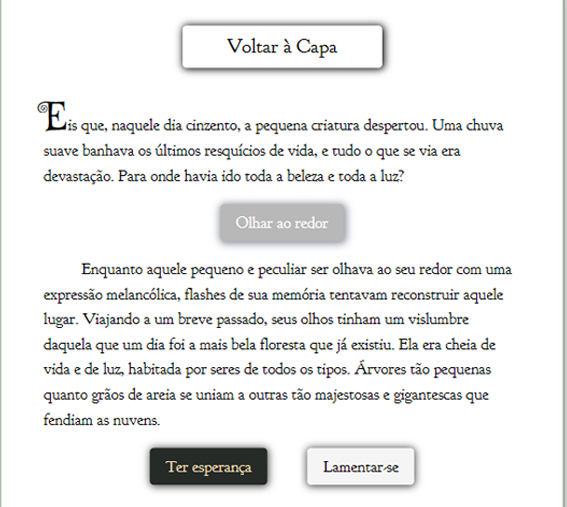 Voltar à Capa
Eis que, naquele dia cinzento, a pequena criatura despertou. Uma chuva
suave banhava os últimos resquícios de vida, e tudo o que se via era
devastação. Para onde havia ido toda a beleza e toda a luz?
Olhar ao redor
Enquanto aquele pequeno e peculiar ser olhava ao seu redor com uma
expressão melancólica, flashes de sua memória tentavam reconstruir aquele
lugar. Viajando a um breve passado, seus olhos tinham um vislumbre
daquela que um dia foi a mais bela floresta que já existiu. Ela era cheia de
vida e de luz, habitada por seres de todos os tipos. Árvores tão pequenas
quanto grãos de areia se uniam a outras tão majestosas e gigantescas que
fendiam as nuvens.
Ter esperança
Lamentar-se